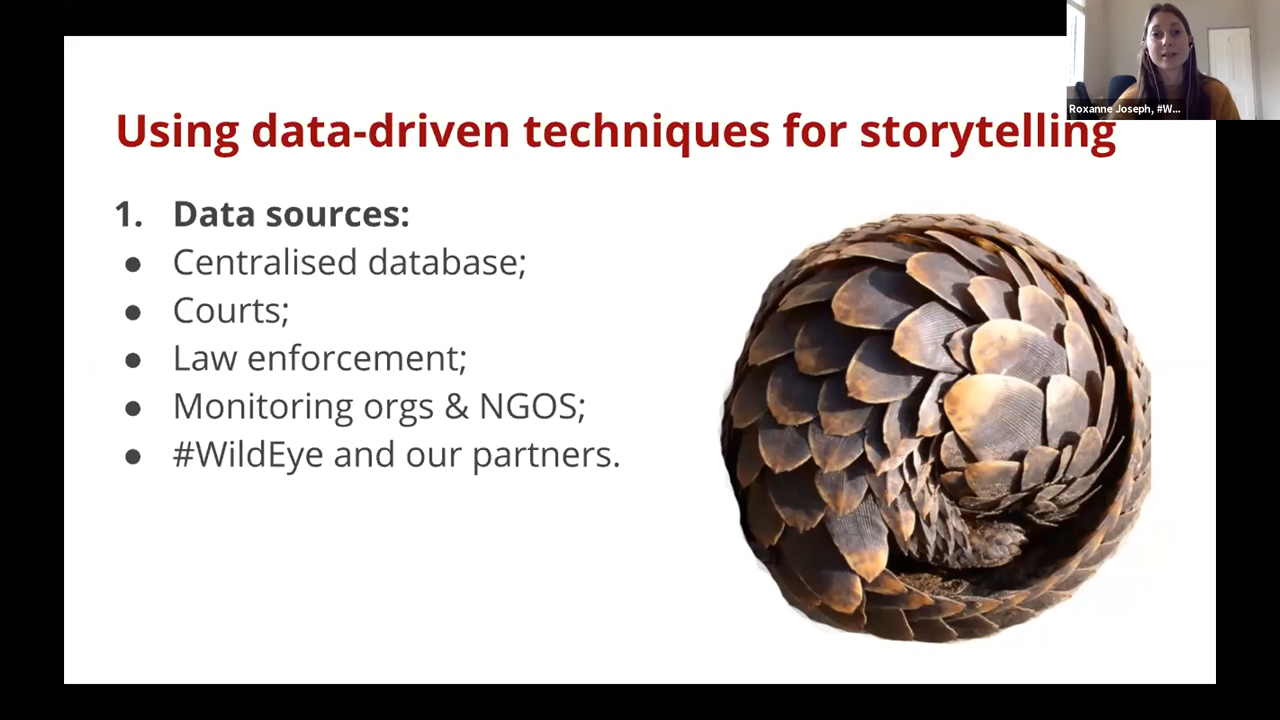 Roxanne Joseph, #W...
Using data-driven techniques for storytelling
1. Data sources:
● Centralised database;
● Courts;
● Law enforcement;
● Monitoring orgs & NGOS;
● #WildEye and our partners.